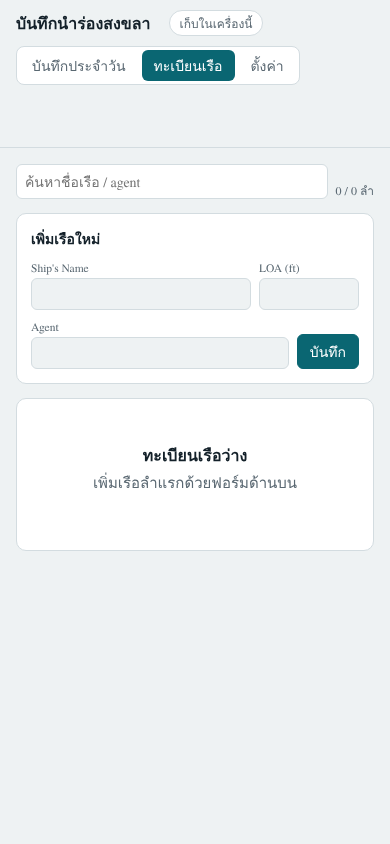 บันทึกนำร่องสงขลา
เก็บในเครื่องนี้
บันทึกประจำวัน ทะเบียนเรือ ตั้งค่า
ค้นหาชื่อเรือ / agent
0 / 0 ลำ
เพิ่มเรือใหม่
Ship's Name LOA (ft)
Agent
บันทึก
ทะเบียนเรือว่าง
เพิ่มเรือลำแรกด้วยฟอร์มด้านบน